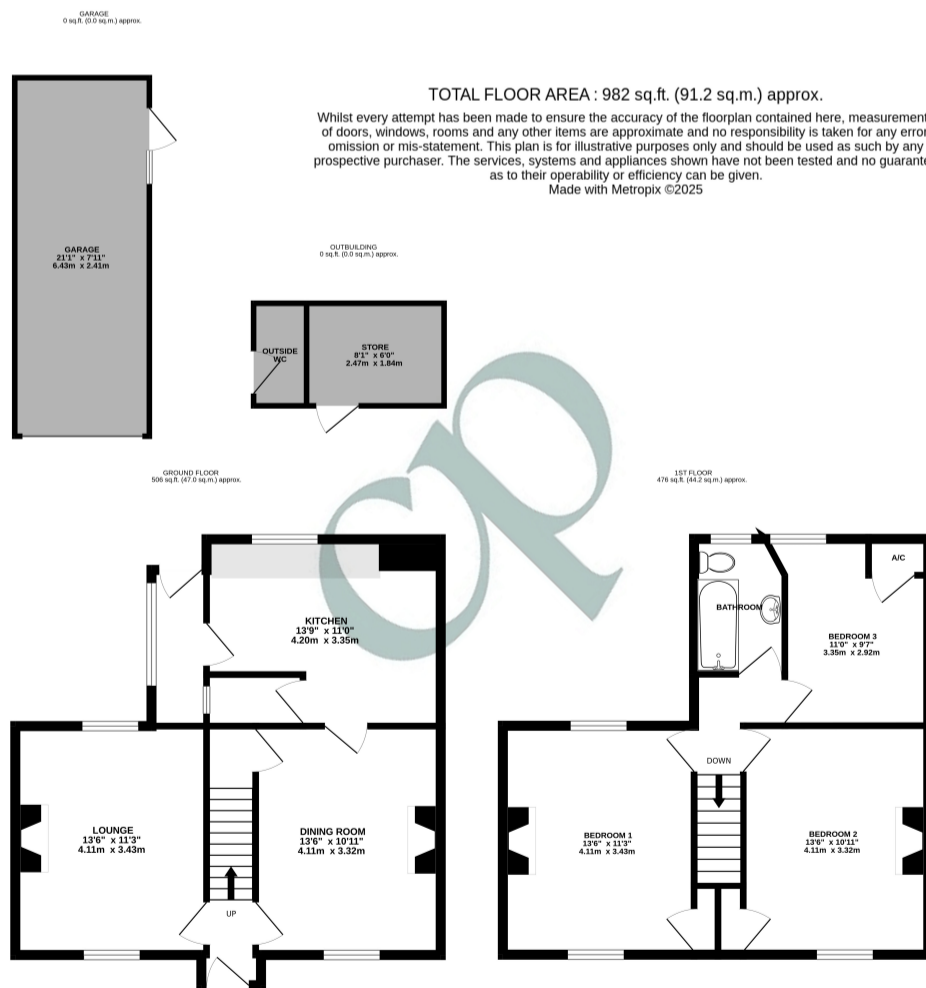 GARAGE
0 sq.ft. (0.0 sq.m.) approx.
TOTAL FLOOR AREA : 982 sq.ft. (91.2 sq.m.) approx.
Whilst every attempt has been made to ensure the accuracy of the floorplan contained here, measurement
of doors, windows, rooms and any other items are approximate and no responsibility is taken for any error
omission or mis-statement. This plan is for illustrative purposes only and should be used as such by any
prospective purchaser. The services, systems and appliances shown have not been tested and no guarante
as to their operability or efficiency can be given.
Made with Metropix ©2025
GARAGE
21'1" x 7'11"
6.43m x 2.41m
OUTBUILDING
0 sq.ft. (0.0 sq.m.) approx.
OUTSIDE
WC
STORE
8'1" x 6'0"
2.47m x 1.84m
cp
GROUND FLOOR
506 sq.ft. (47.0 sq.m.) approx.
KITCHEN
13'9" x 11'0"
4.20m x 3.35m
LOUNGE
13'6" x 11'3"
4.11m x 3.43m
DINING ROOM
13'6" x 10'11"
4.11m x 3.32m
UP
1ST FLOOR
476 sq.ft. (44.2 sq.m.) approx.
A/C
BATHROOM
BEDROOM 3
11'0" x 9'7"
3.35m x 2.92m
DOWN
BEDROOM 1
13'6" x 11'3"
4.11m x 3.43m
BEDROOM 2
13'6" x 10'11"
4.11m x 3.32m